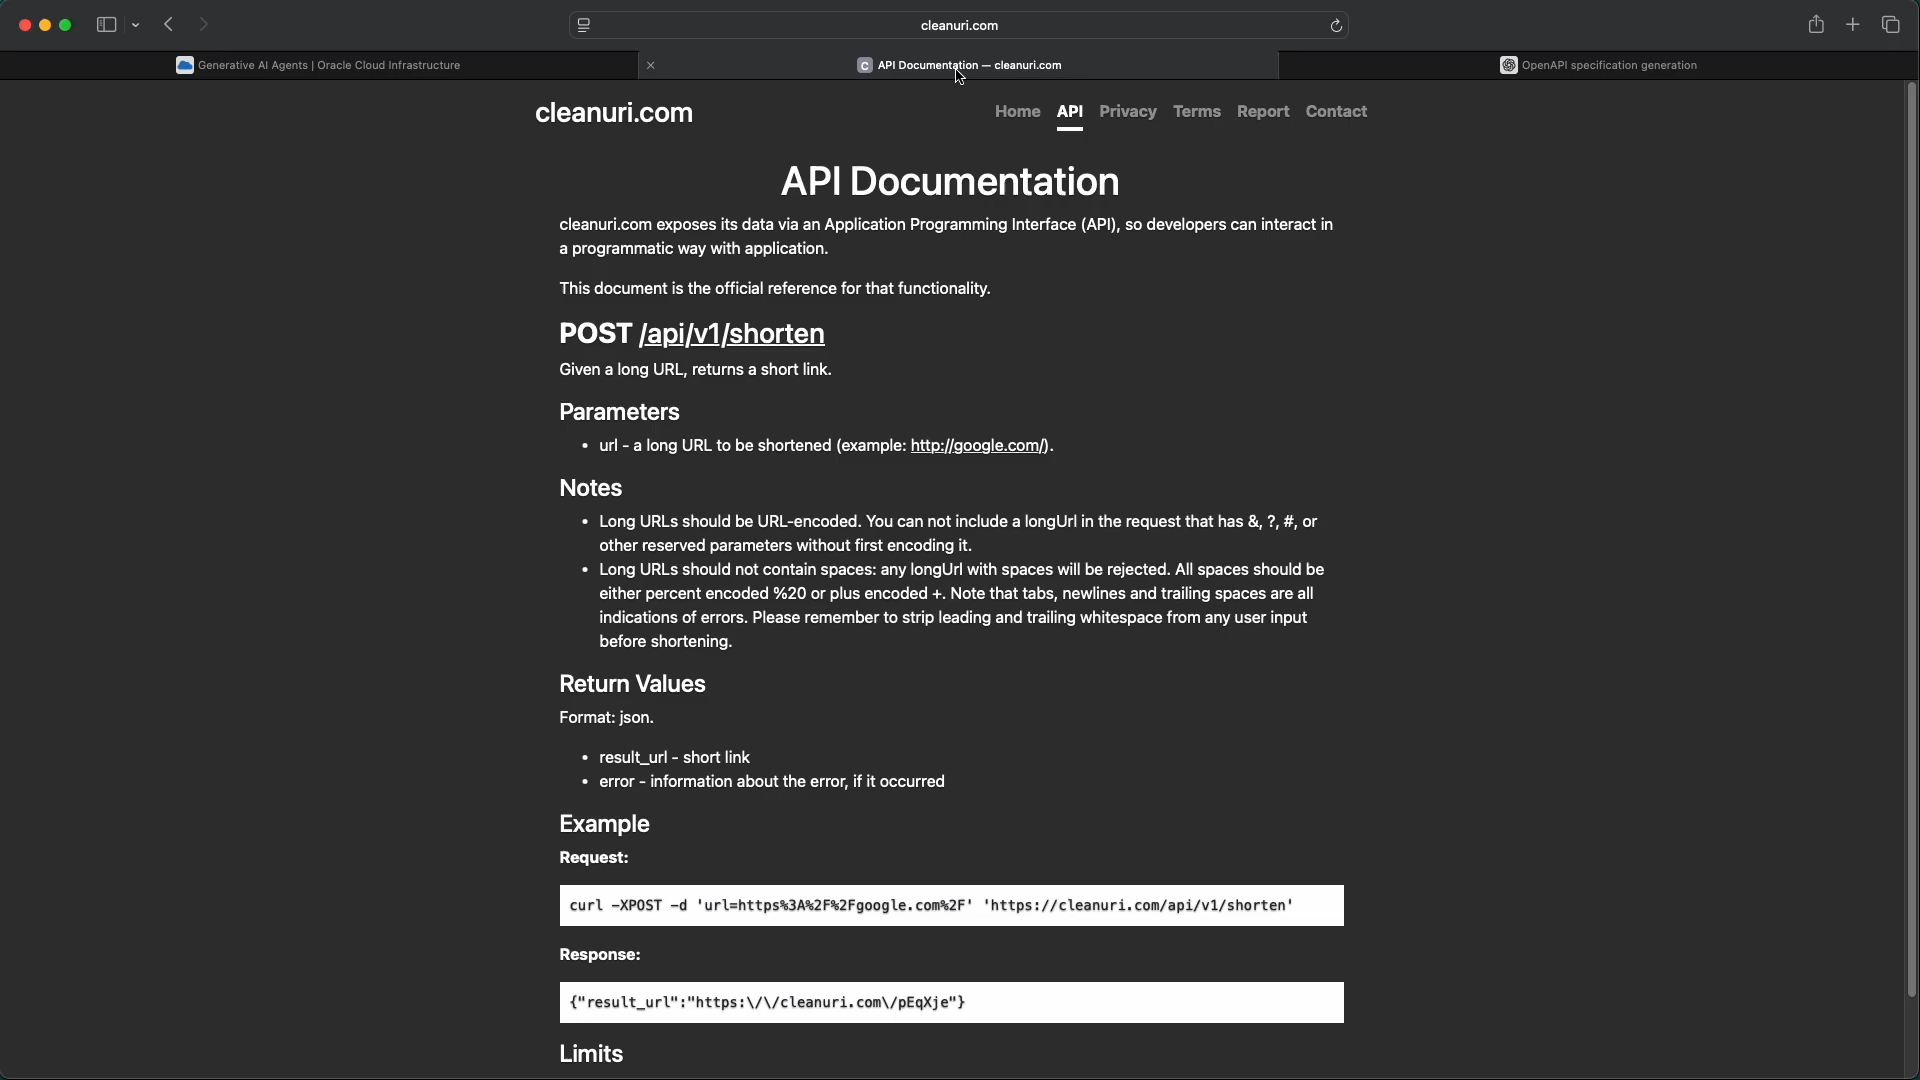 cleanuri.com
Generative AI Agents | Oracle Cloud Infrastructure
C API Documentation — cleanuri.com
OpenAPI specification generation
cleanuri.com
Home API Privacy Terms Report Contact
API Documentation
cleanuri.com exposes its data via an Application Programming Interface (API), so developers can interact in
a programmatic way with application.
This document is the official reference for that functionality.
POST /api/v1/shorten
Given a long URL, returns a short link.
Parameters
• url - a long URL to be shortened (example: http://google.com/).
Notes
• Long URLs should be URL-encoded. You can not include a longUrl in the request that has &, ?, #, or
other reserved parameters without first encoding it.
• Long URLs should not contain spaces: any longUrl with spaces will be rejected. All spaces should be
either percent encoded %20 or plus encoded +. Note that tabs, newlines and trailing spaces are all
indications of errors. Please remember to strip leading and trailing whitespace from any user input
before shortening.
Return Values
Format: json.
• result_url - short link
• error - information about the error, if it occurred
Example
Request:
curl -XPOST -d 'url=https%3A%2F%2Fgoogle.com%2F' 'https://cleanuri.com/api/v1/shorten'
Response:
{"result_url":"https:\/\/cleanuri.com\/pEqXje"}
Limits